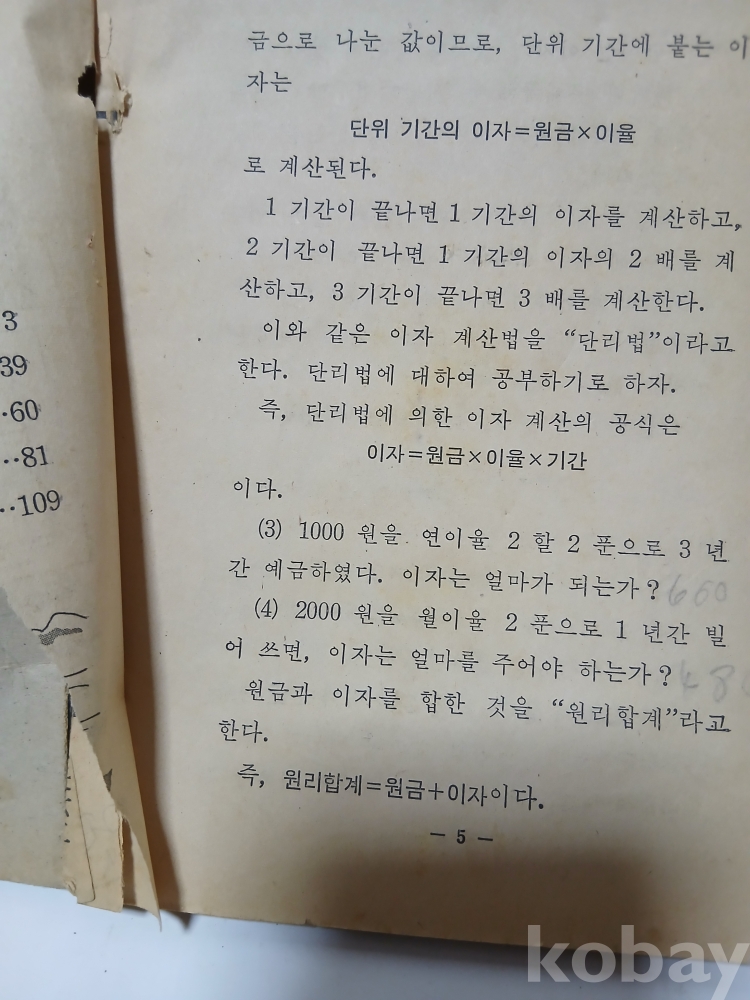 금으로 나눈 값이므로, 단위 기간에 붙는 이
자는
단위 기간의 이자=원금×이율
로 계산된다.
1 기간이 끝나면 1 기간의 이자를 계산하고,
2 기간이 끝나면 1 기간의 이자의 2 배를 계
산하고, 3 기간이 끝나면 3 배를 계산한다.
이와 같은 이자 계산법을 “단리법”이라고
한다. 단리법에 대하여 공부하기로 하자.
즉, 단리법에 의한 이자 계산의 공식은
이자=원금×이율×기간
이다.
(3) 1000 원을 연이율 2 할 2 푼으로 3 년
간 예금하였다. 이자는 얼마가 되는가? 660
(4) 2000 원을 월이율 2 푼으로 1 년간 빌
어 쓰면, 이자는 얼마를 주어야 하는가? 48
원금과 이자를 합한 것을 “원리합계”라고
한다.
즉, 원리합계=원금+이자이다.
— 5 —
3
39
·60
··81
··109
kobay